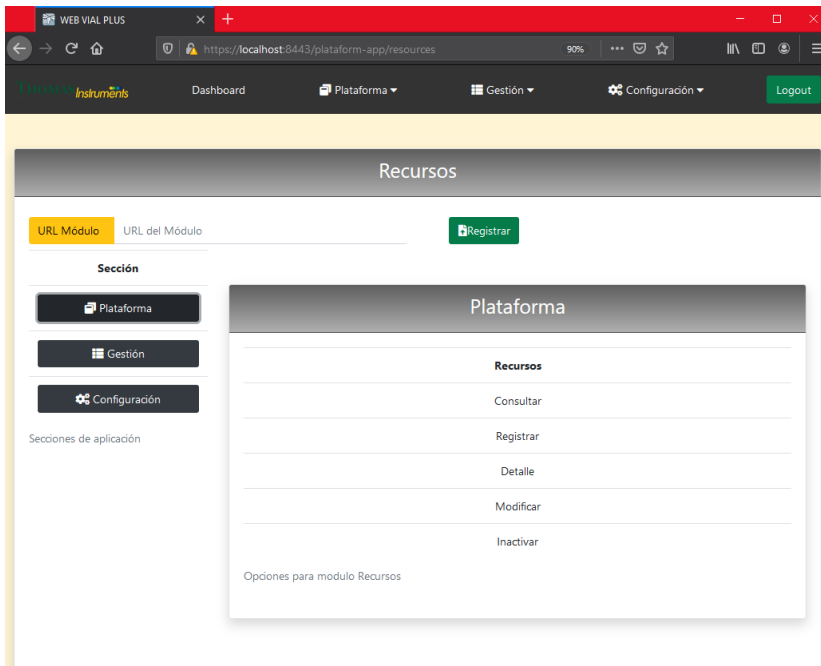 WEB VIAL PLUS
https://localhost:8443/plataform-app/resources 90%
Instruments Dashboard Plataforma Gestión Configuración Logout
Recursos
URL Módulo URL del Módulo Registrar
Sección
Plataforma
Gestión
Configuración
Secciones de aplicación
Plataforma
Recursos
Consultar
Registrar
Detalle
Modificar
Inactivar
Opciones para modulo Recursos